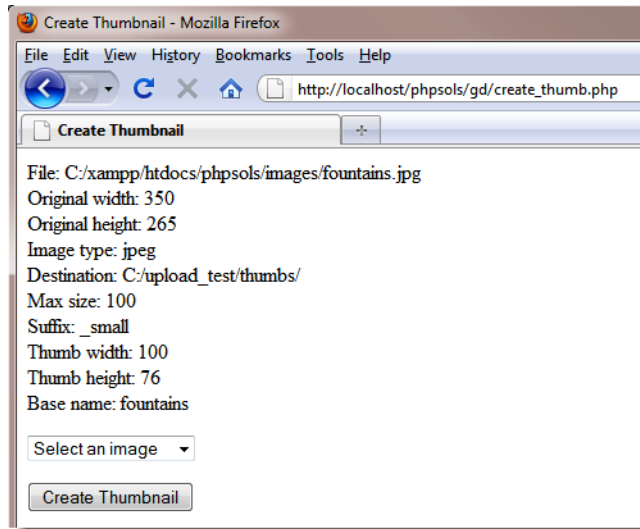 Create Thumbnail - Mozilla Firefox
File Edit View History Bookmarks Tools Help
http://localhost/phpsols/gd/create_thumb.php
Create Thumbnail
File: C:/xampp/htdocs/phpsols/images/fountains.jpg
Original width: 350
Original height: 265
Image type: jpeg
Destination: C:/upload_test/thumbs/
Max size: 100
Suffix: _small
Thumb width: 100
Thumb height: 76
Base name: fountains
Select an image
Create Thumbnail